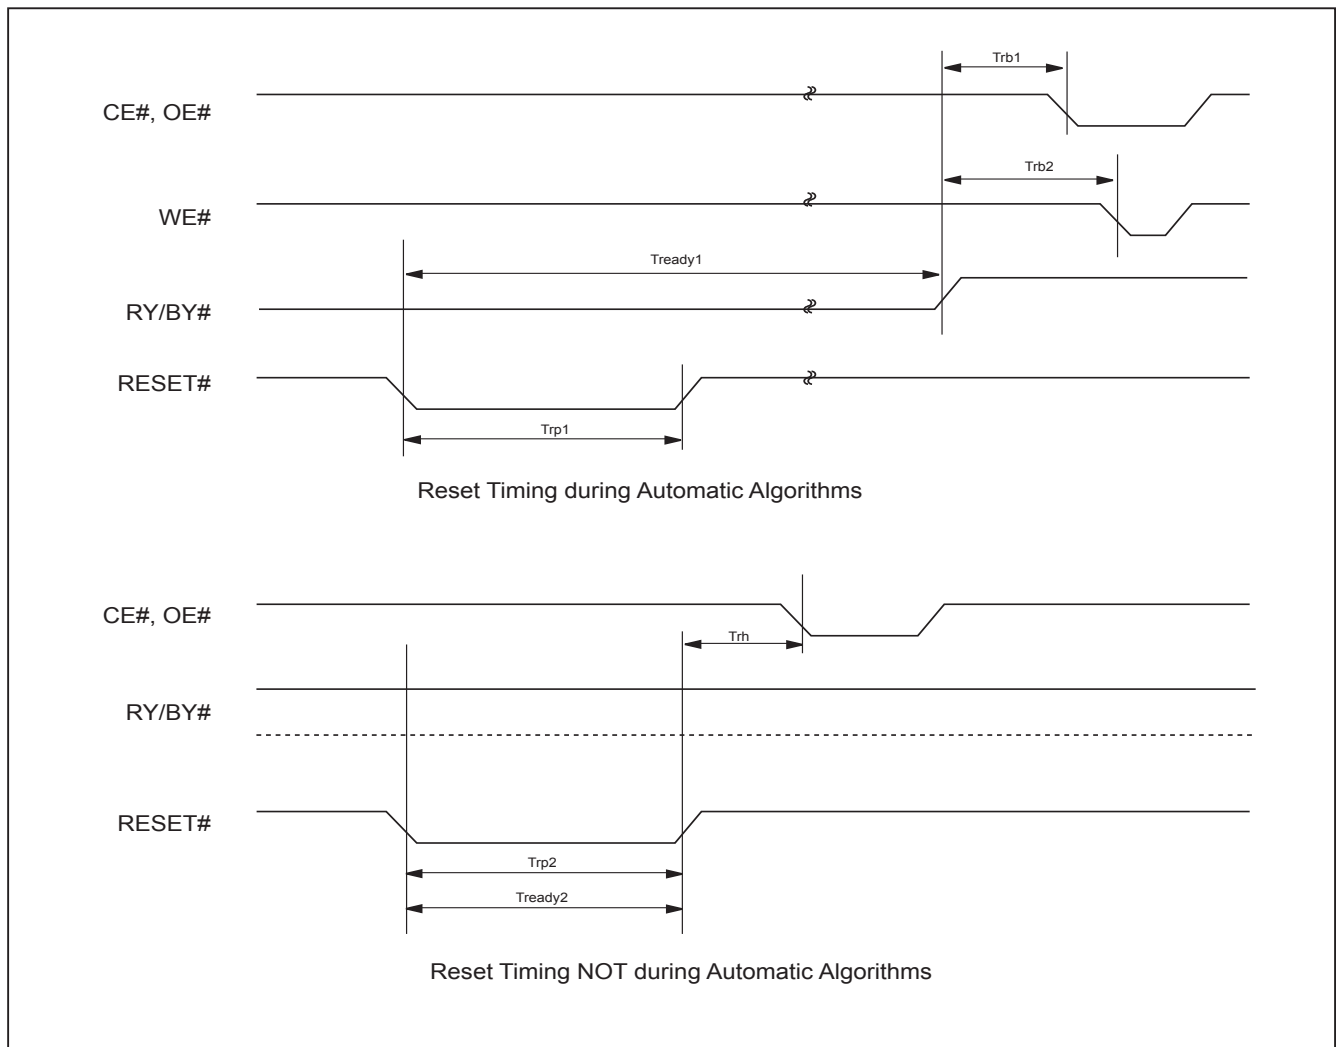 Trb1
CE#, OE#
Trb2
WE#
Tready1
RY/BY#
RESET#
Trp1
Reset Timing during Automatic Algorithms
CE#, OE#
Trh
RY/BY#
RESET#
Trp2
Tready2
Reset Timing NOT during Automatic Algorithms